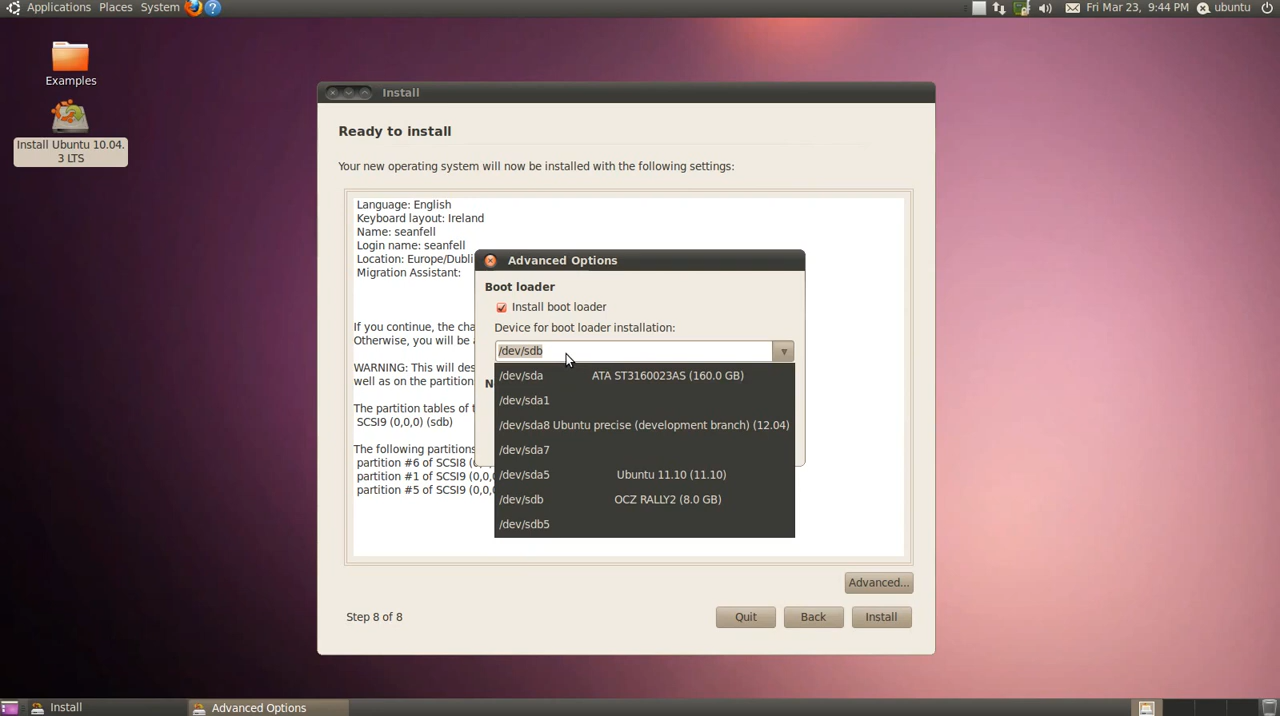 Applications Places System Fri Mar 23, 9:44 PM ubuntu
Examples
Install Ubuntu 10.04.
3 LTS
Install
Ready to install
Your new operating system will now be installed with the following settings:
Language: English
Keyboard layout: Ireland
Name: seanfell
Login name: seanfell
Location: Europe/Dubli
Migration Assistant:
If you continue, the cha
Otherwise, you will be
WARNING: This will des
well as on the partition
The partition tables of t
SCSI9 (0,0,0) (sdb)
The following partitions
partition #6 of SCSI8 (
partition #1 of SCSI9 (0,0,
partition #5 of SCSI9 (0,0,
Advanced Options
Boot loader
Install boot loader
Device for boot loader installation:
/dev/sdb
N
/dev/sda ATA ST3160023AS (160.0 GB)
/dev/sda1
/dev/sda8 Ubuntu precise (development branch) (12.04)
/dev/sda7
/dev/sda5 Ubuntu 11.10 (11.10)
/dev/sdb OCZ RALLY2 (8.0 GB)
/dev/sdb5
Advanced...
Step 8 of 8
Quit Back Install
Install Advanced Options